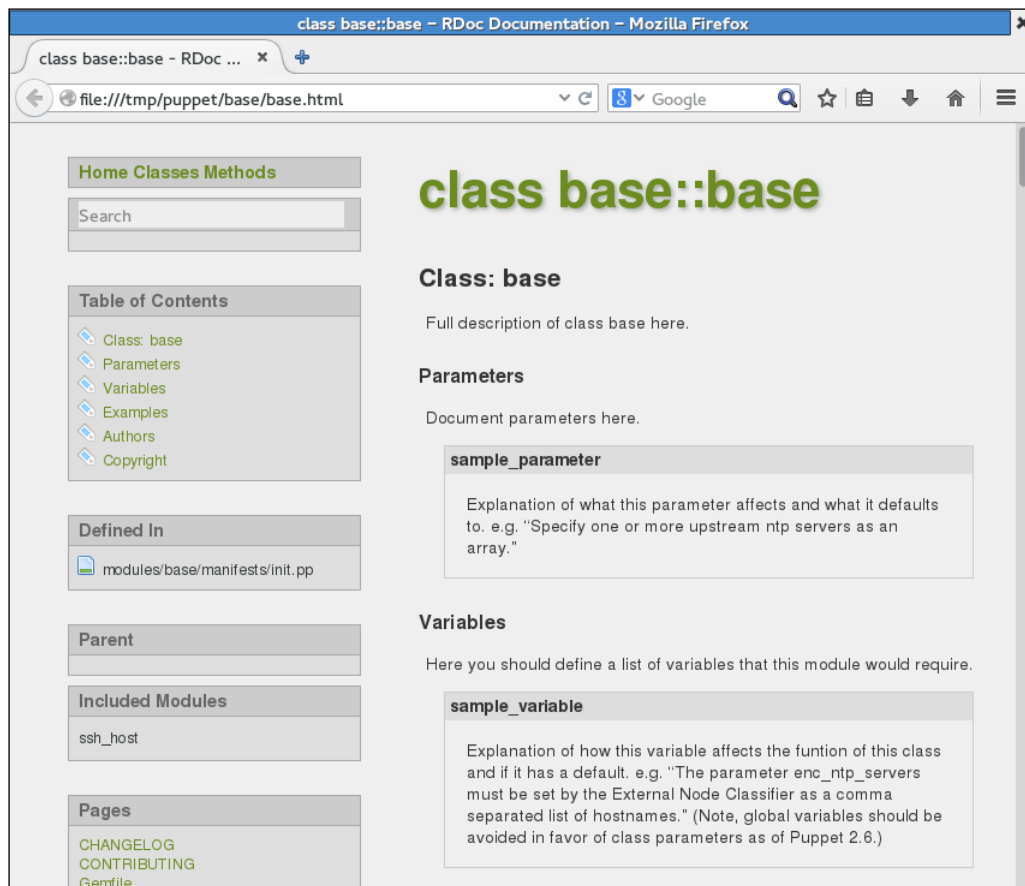 class base::base – RDoc Documentation – Mozilla Firefox
class base::base - RDoc ...
file:///tmp/puppet/base/base.html
8
Google
Home Classes Methods
Search
Table of Contents
Class: base
Parameters
Variables
Examples
Authors
Copyright
Defined In
modules/base/manifests/init.pp
Parent
Included Modules
ssh_host
Pages
CHANGELOG
CONTRIBUTING
Gemfile
class base::base
Class: base
Full description of class base here.
Parameters
Document parameters here.
sample_parameter
Explanation of what this parameter affects and what it defaults
to. e.g. “Specify one or more upstream ntp servers as an
array.”
Variables
Here you should define a list of variables that this module would require.
sample_variable
Explanation of how this variable affects the funtion of this class
and if it has a default. e.g. “The parameter enc_ntp_servers
must be set by the External Node Classifier as a comma
separated list of hostnames.” (Note, global variables should be
avoided in favor of class parameters as of Puppet 2.6.)